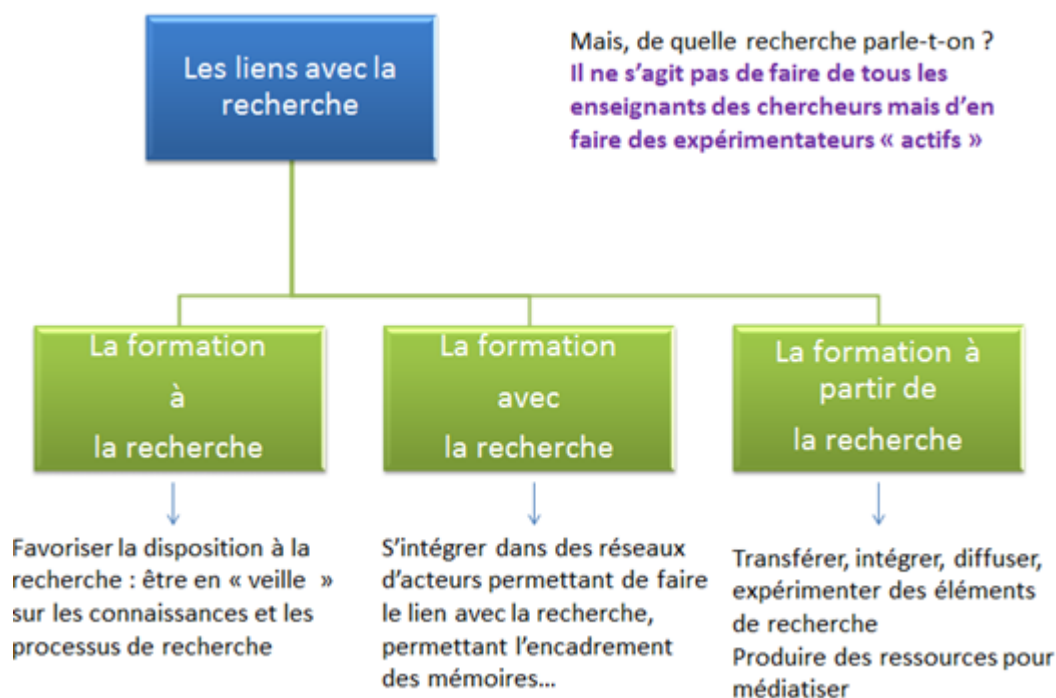 Les liens avec la
recherche
Mais, de quelle recherche parle-t-on ?
Il ne s’agit pas de faire de tous les
enseignants des chercheurs mais d’en
faire des expérimentateurs « actifs »
La formation
à
la recherche
La formation
avec
la recherche
La formation à
partir de
la recherche
Favoriser la disposition à la
recherche : être en « veille  »
sur les connaissances et les
processus de recherche
S’intégrer dans des réseaux
d’acteurs permettant de faire
le lien avec la recherche,
permettant l’encadrement
des mémoires…
Transférer, intégrer, diffuser,
expérimenter des éléments
de recherche
Produire des ressources pour
médiatiser